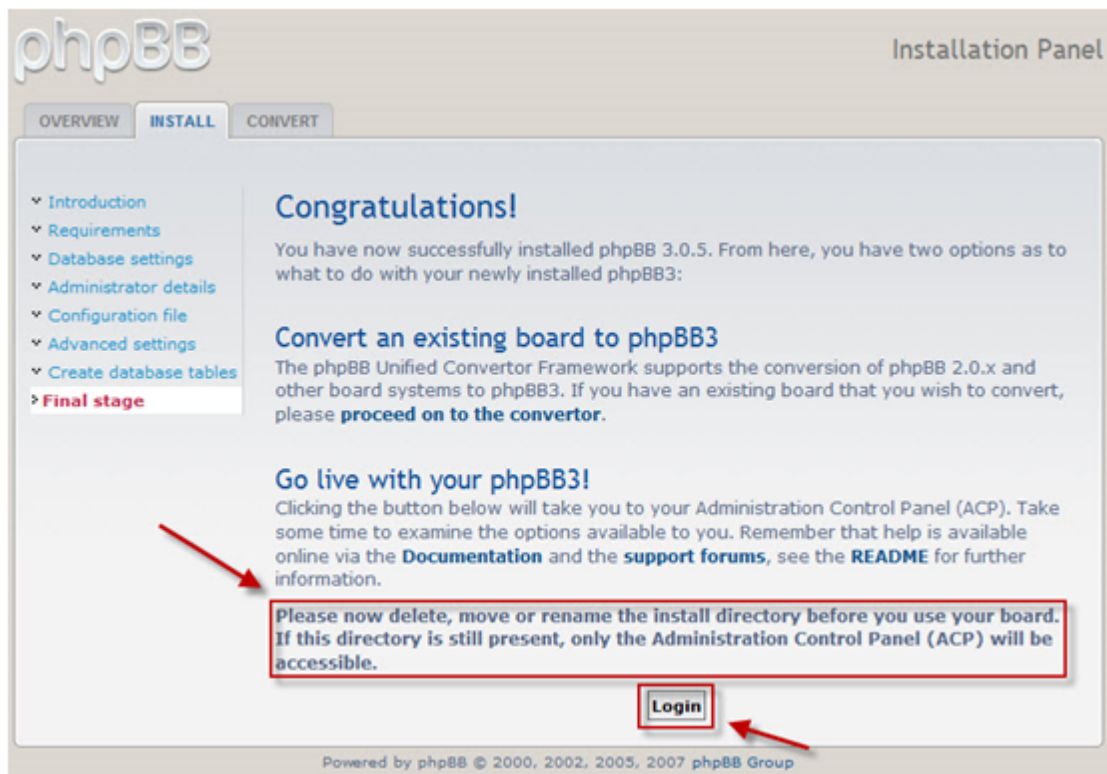 phpBB
Installation Panel
OVERVIEW
INSTALL
CONVERT
Introduction
Requirements
Database settings
Administrator details
Configuration file
Advanced settings
Create database tables
Final stage
Congratulations!
You have now successfully installed phpBB 3.0.5. From here, you have two options as to
what to do with your newly installed phpBB3:
Convert an existing board to phpBB3
The phpBB Unified Convertor Framework supports the conversion of phpBB 2.0.x and
other board systems to phpBB3. If you have an existing board that you wish to convert,
please proceed on to the convertor.
Go live with your phpBB3!
Clicking the button below will take you to your Administration Control Panel (ACP). Take
some time to examine the options available to you. Remember that help is available
online via the Documentation and the support forums, see the README for further
information.
Please now delete, move or rename the install directory before you use your board.
If this directory is still present, only the Administration Control Panel (ACP) will be
accessible.
Login
Powered by phpBB © 2000, 2002, 2005, 2007 phpBB Group